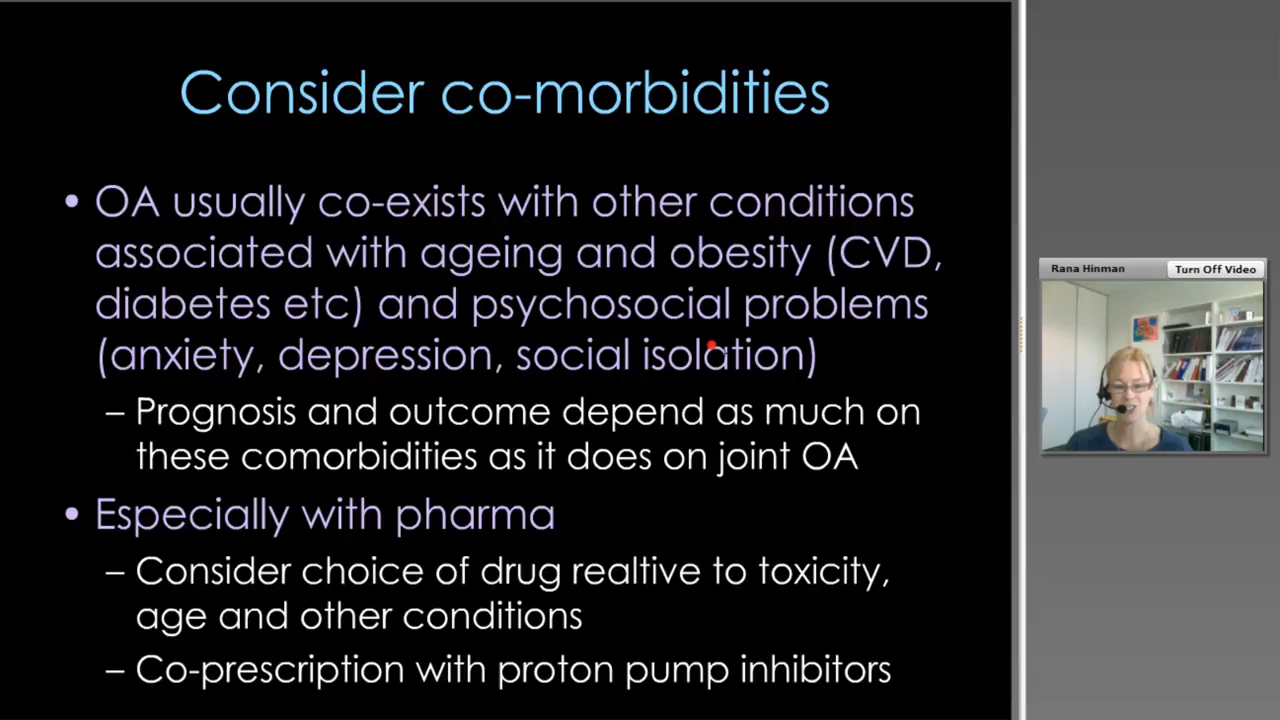 Consider co-morbidities
• OA usually co-exists with other conditions
associated with ageing and obesity (CVD,
diabetes etc) and psychosocial problems
(anxiety, depression, social isolation)
– Prognosis and outcome depend as much on
these comorbidities as it does on joint OA
• Especially with pharma
– Consider choice of drug realtive to toxicity,
age and other conditions
– Co-prescription with proton pump inhibitors
Rana Hinman
Turn Off Video